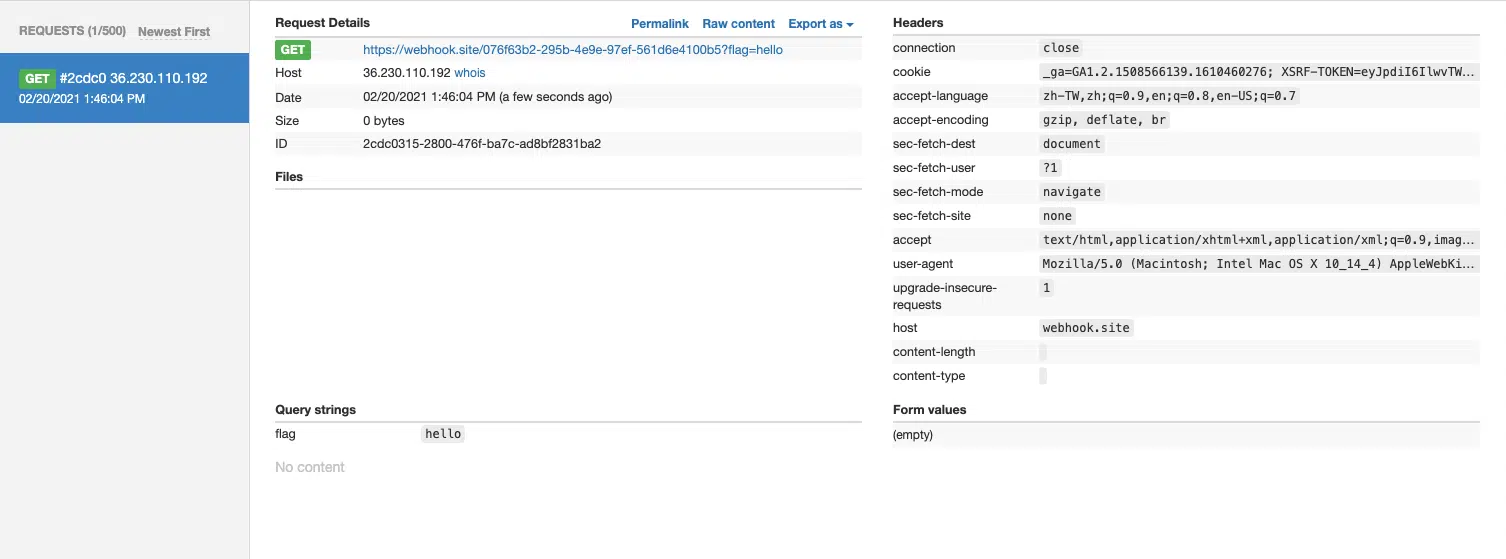 REQUESTS (1/500) Newest First
GET #2cdc0 36.230.110.192
02/20/2021 1:46:04 PM
Request Details Permalink Raw content Export as
GET https://webhook.site/076f63b2-295b-4e9e-97ef-561d6e4100b5?flag=hello
Host 36.230.110.192 whois
Date 02/20/2021 1:46:04 PM (a few seconds ago)
Size 0 bytes
ID 2cdc0315-2800-476f-ba7c-ad8bf2831ba2
Files
Query strings
flag hello
No content
Headers
connection close
cookie _ga=GA1.2.1508566139.1610460276; XSRF-TOKEN=eyJpdiI6IlwvTW...
accept-language zh-TW,zh;q=0.9,en;q=0.8,en-US;q=0.7
accept-encoding gzip, deflate, br
sec-fetch-dest document
sec-fetch-user ?1
sec-fetch-mode navigate
sec-fetch-site none
accept text/html,application/xhtml+xml,application/xml;q=0.9,imag...
user-agent Mozilla/5.0 (Macintosh; Intel Mac OS X 10_14_4) AppleWebKi...
upgrade-insecure- 1
requests
host webhook.site
content-length
content-type
Form values
(empty)